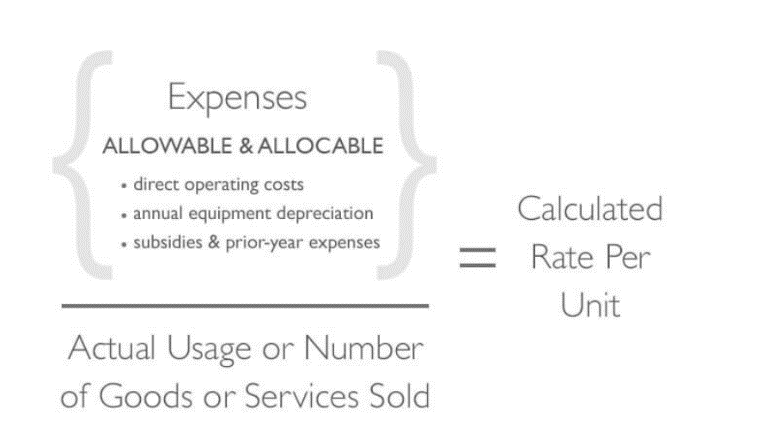 Expenses
ALLOWABLE & ALLOCABLE
• direct operating costs
• annual equipment depreciation
• subsidies & prior-year expenses
Actual Usage or Number
of Goods or Services Sold
=
Calculated
Rate Per
Unit